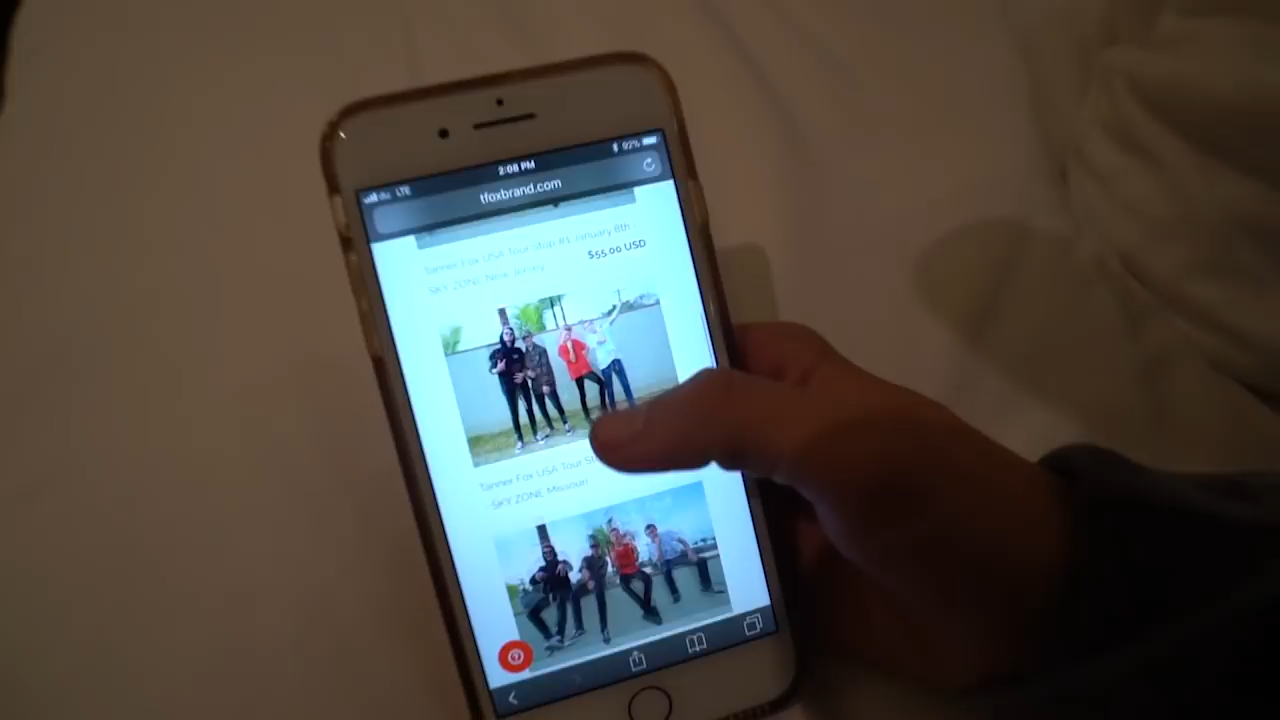 LTE 2:08 PM 92%
tfoxbrand.com
Tanner Fox USA Tour Stop #1 January 8th -
SKY ZONE New Jersey
$55.00 USD
Tanner Fox USA Tour
SKY ZONE Missouri